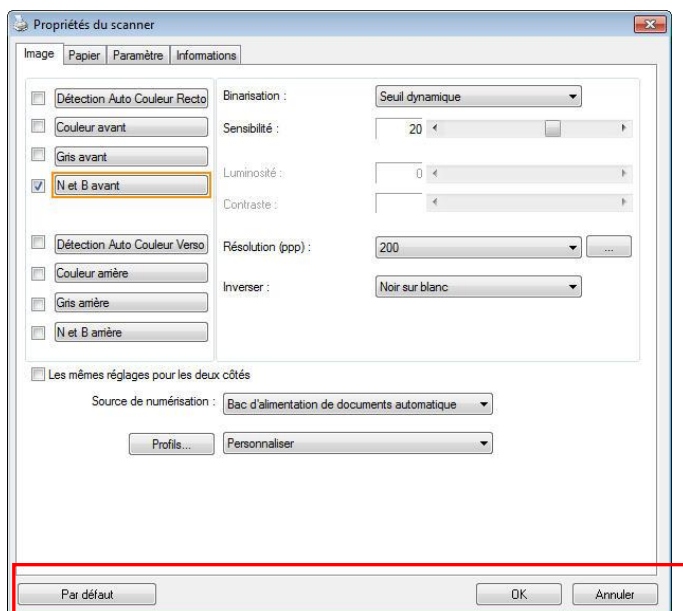 Propriétés du scanner
Image Papier Paramètre Informations
Détection Auto Couleur Recto
Couleur avant
Gris avant
N et B avant
Détection Auto Couleur Verso
Couleur arrière
Gris arrière
N et B arrière
Binarisation : Seuil dynamique
Sensibilité : 20
Luminosité : 0
Contraste :
Résolution (ppp) : 200 ...
Inverser : Noir sur blanc
Les mêmes réglages pour les deux côtés
Source de numérisation : Bac d'alimentation de documents automatique
Profils... Personnaliser
Par défaut OK Annuler